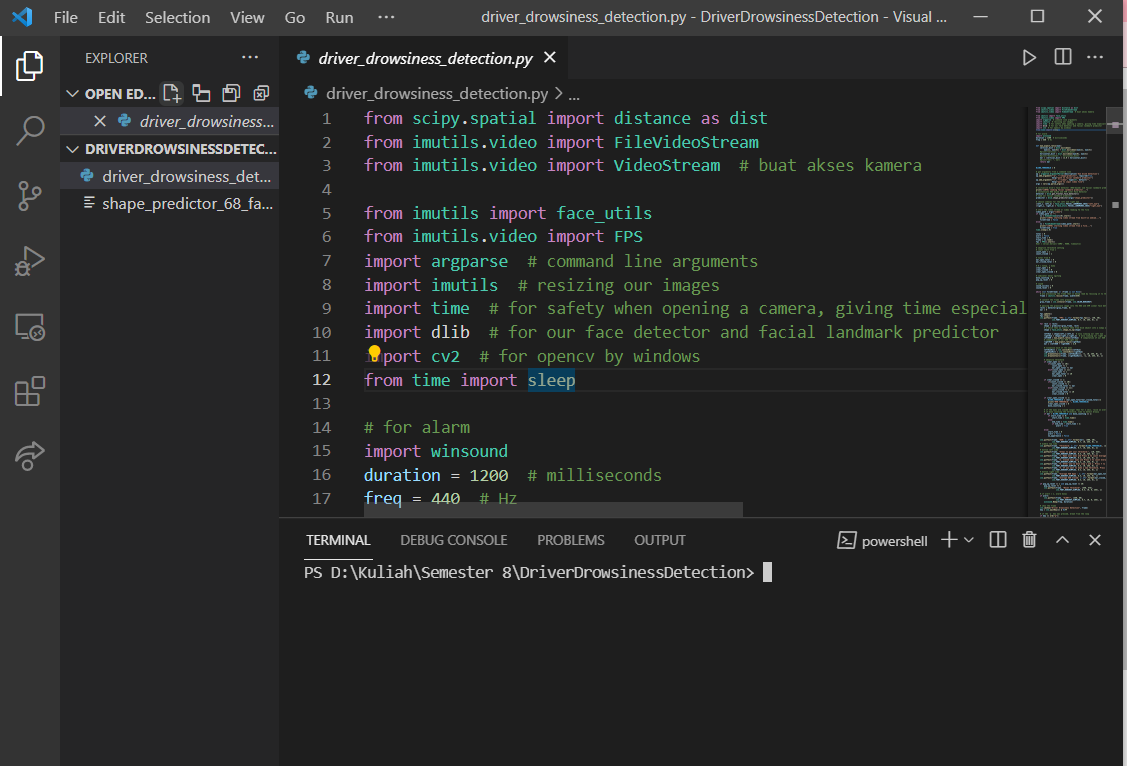 File Edit Selection View Go Run ··· driver_drowsiness_detection.py - DriverDrowsinessDetection - Visual ...
EXPLORER ···
OPEN ED...
driver_drowsiness...
DRIVERDROWSINESSDETEC...
driver_drowsiness_det...
shape_predictor_68_fa...
driver_drowsiness_detection.py
driver_drowsiness_detection.py > ...
1 from scipy.spatial import distance as dist
2 from imutils.video import FileVideoStream
3 from imutils.video import VideoStream # buat akses kamera
4
5 from imutils import face_utils
6 from imutils.video import FPS
7 import argparse # command line arguments
8 import imutils # resizing our images
9 import time # for safety when opening a camera, giving time especial
10 import dlib # for our face detector and facial landmark predictor
11 port cv2 # for opencv by windows
12 from time import sleep
13
14 # for alarm
15 import winsound
16 duration = 1200 # milliseconds
17 freq = 440 # Hz
TERMINAL DEBUG CONSOLE PROBLEMS OUTPUT powershell
PS D:\Kuliah\Semester 8\DriverDrowsinessDetection>